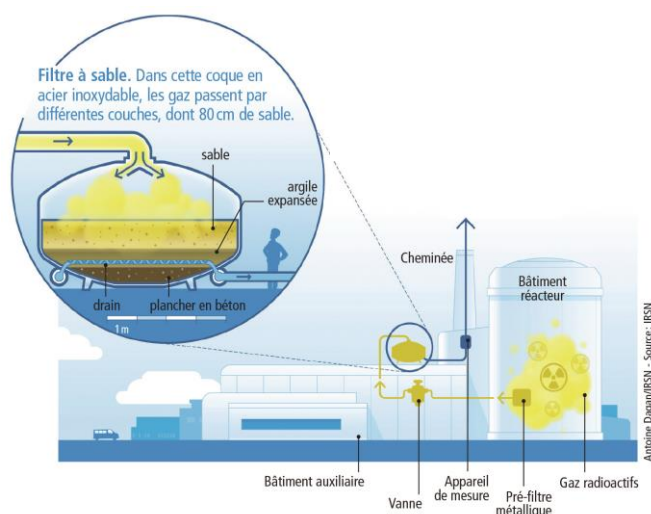 Filtre à sable. Dans cette coque en
acier inoxydable, les gaz passent par
différentes couches, dont 80 cm de sable.
sable
argile
expansée
drain
plancher en béton
1 m
Cheminée
Bâtiment
réacteur
Bâtiment auxiliaire
Vanne
Appareil
de mesure
Pré-filtre
métallique
Gaz radioactifs
Antoine Dagan/IRSN - Source : IRSN